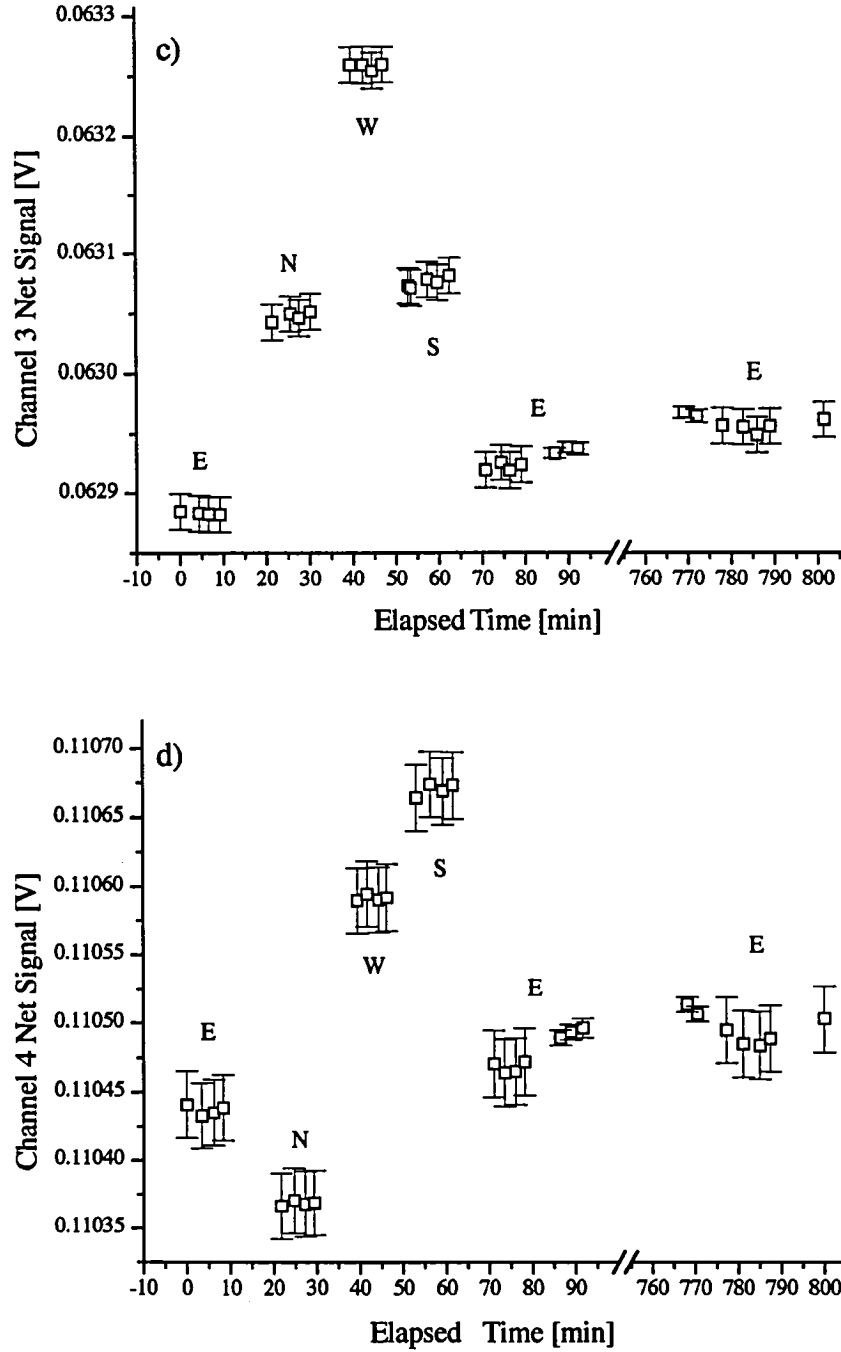 c)
Channel 3 Net Signal [V]
0.0633
0.0632
0.0631
0.0630
0.0629
W
N
S
E
E
E
-10 0 10 20 30 40 50 60 70 80 90 760 770 780 790 800
Elapsed Time [min]
d)
Channel 4 Net Signal [V]
0.11070
0.11065
0.11060
0.11055
0.11050
0.11045
0.11040
0.11035
S
W
E
E
E
N
-10 0 10 20 30 40 50 60 70 80 90 760 770 780 790 800
Elapsed Time [min]